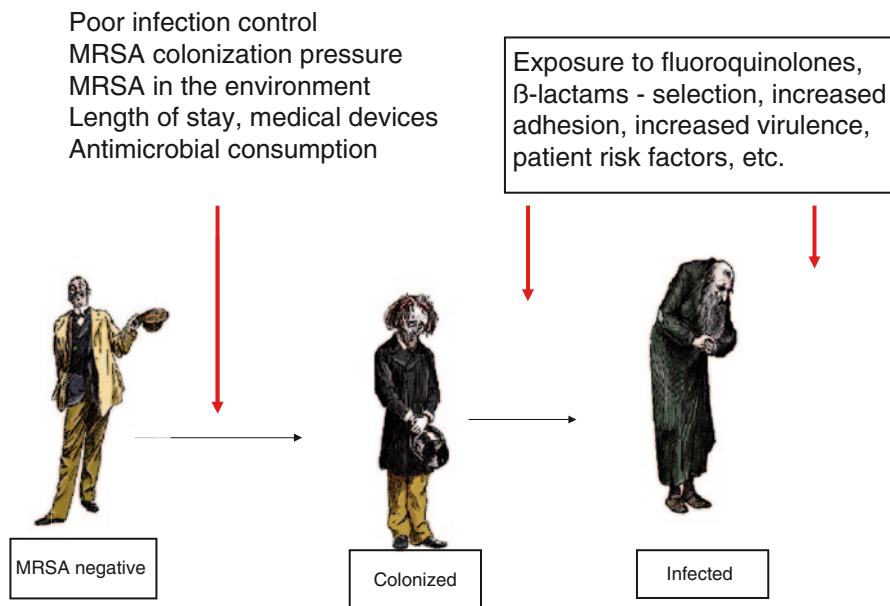 Poor infection control
MRSA colonization pressure
MRSA in the environment
Length of stay, medical devices
Antimicrobial consumption
Exposure to fluoroquinolones,
ß-lactams - selection, increased
adhesion, increased virulence,
patient risk factors, etc.
MRSA negative
Colonized
Infected